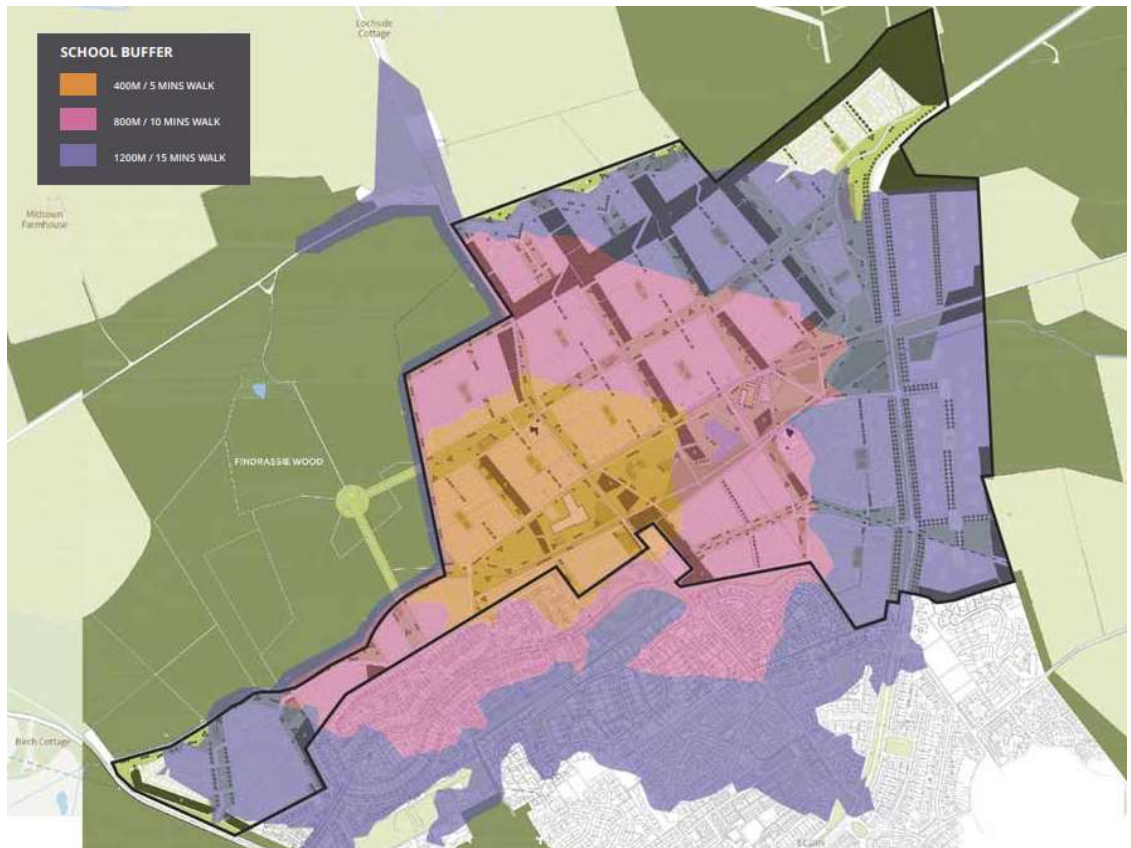 SCHOOL BUFFER
400M / 5 MINS WALK
800M / 10 MINS WALK
1200M / 15 MINS WALK
Lochside
Cottage
Midtown
Farmhouse
FINDRASSIE WOOD
Birch Cottage